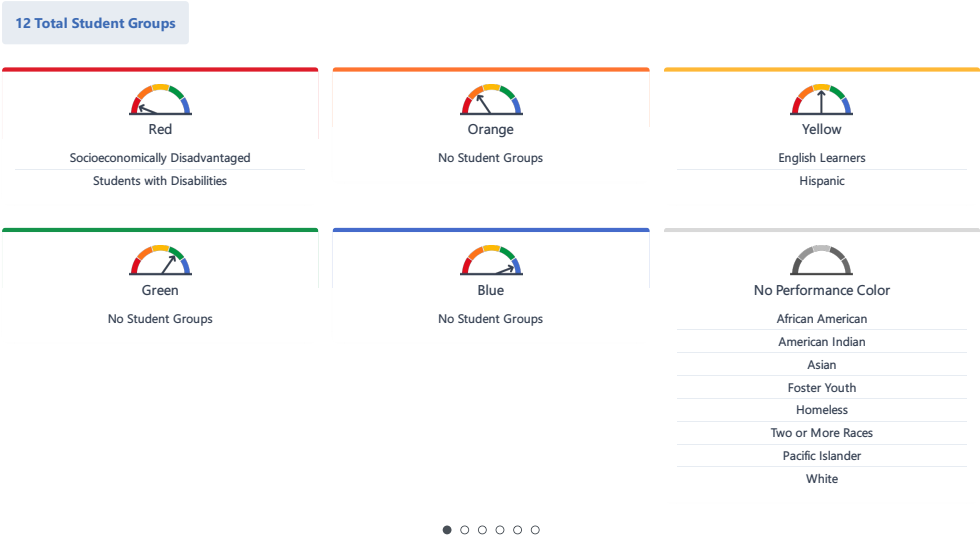 12 Total Student Groups
Red
Socioeconomically Disadvantaged
Students with Disabilities
Orange
No Student Groups
Yellow
English Learners
Hispanic
Green
No Student Groups
Blue
No Student Groups
No Performance Color
African American
American Indian
Asian
Foster Youth
Homeless
Two or More Races
Pacific Islander
White